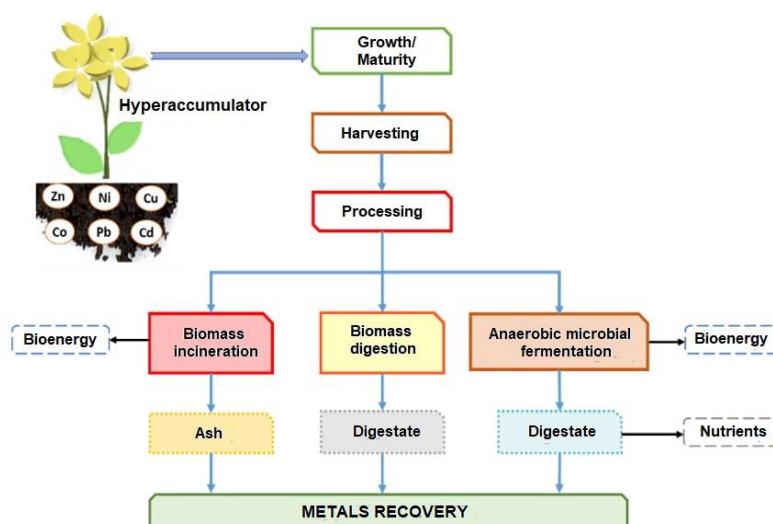 Growth/
Maturity
Hyperaccumulator
Harvesting
Zn
Ni
Cu
Co
Pb
Cd
Processing
Bioenergy
Biomass
incineration
Biomass
digestion
Anaerobic microbial
fermentation
Bioenergy
Ash
Digestate
Digestate
Nutrients
METALS RECOVERY